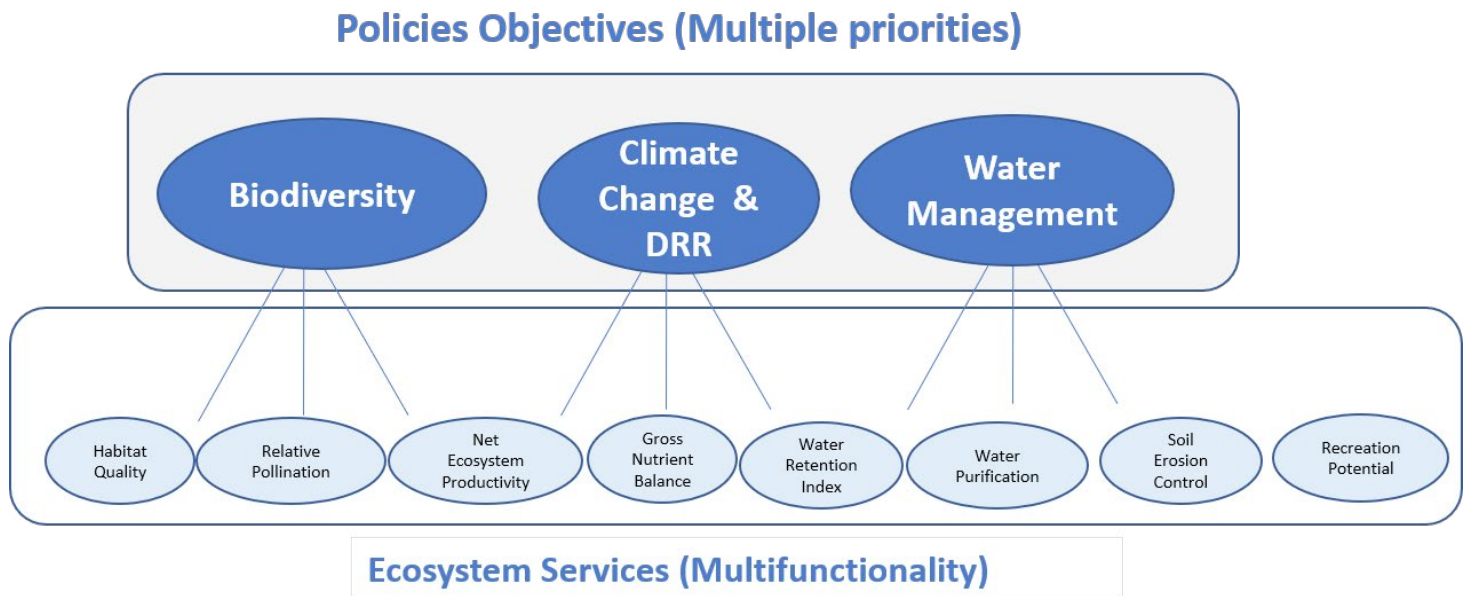 Policies Objectives (Multiple priorities)
Biodiversity
Climate
Change &
DRR
Water
Management
Habitat
Quality
Relative
Pollination
Net
Ecosystem
Productivity
Gross
Nutrient
Balance
Water
Retention
Index
Water
Purification
Soil
Erosion
Control
Recreation
Potential
Ecosystem Services (Multifunctionality)